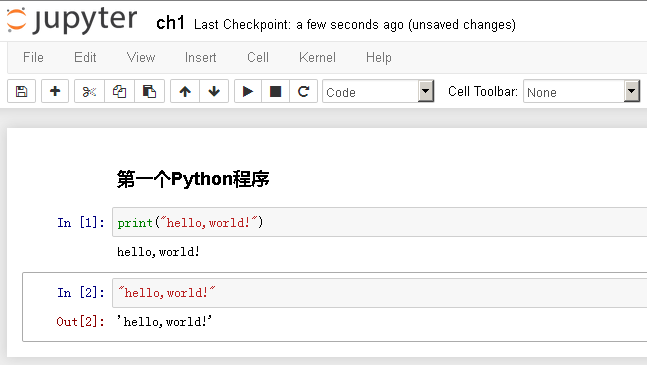 jupyter ch1 Last Checkpoint: a few seconds ago (unsaved changes)
File Edit View Insert Cell Kernel Help
Code Cell Toolbar: None
第一个Python程序
In [1]: print("hello,world!")
hello,world!
In [2]: "hello,world!"
Out[2]: 'hello,world!'